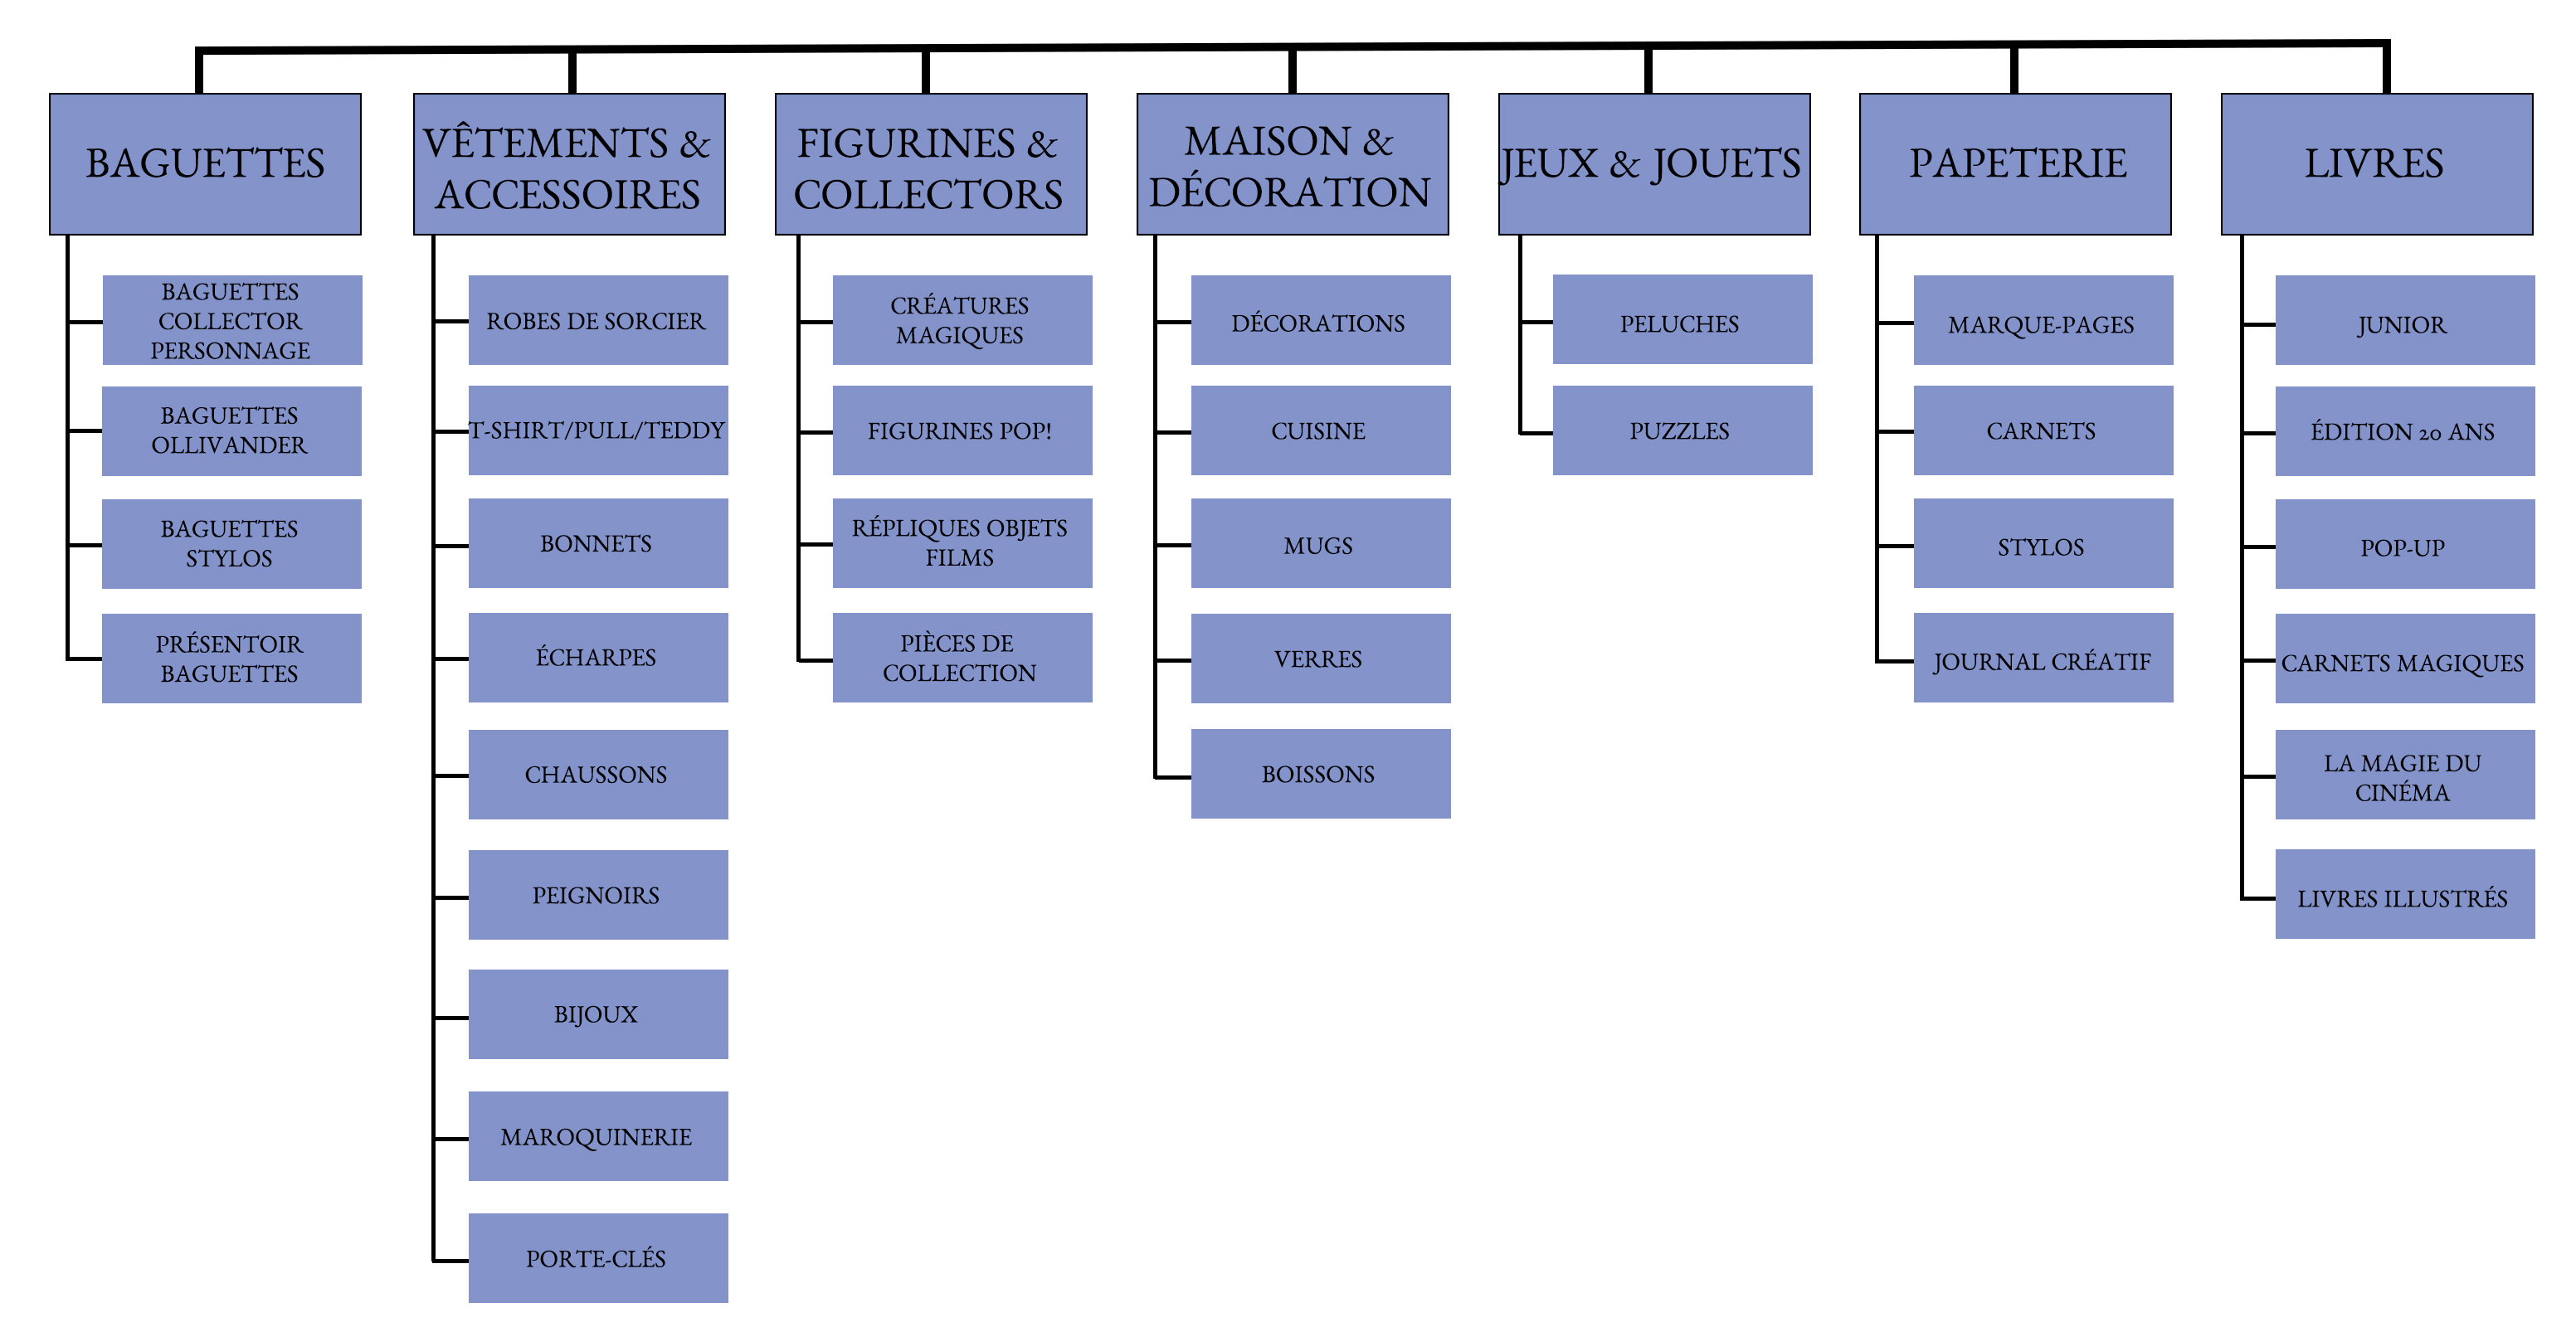 BAGUETTES
BAGUETTES
COLLECTOR
PERSONNAGE
BAGUETTES
OLLIVANDER
BAGUETTES
STYLOS
PRÉSENTOIR
BAGUETTES
VÊTEMENTS &
ACCESSOIRES
ROBES DE SORCIER
T-SHIRT/PULL/TEDDY
BONNETS
ÉCHARPES
CHAUSSONS
PEIGNOIRS
BIJOUX
MAROQUINERIE
PORTE-CLÉS
FIGURINES &
COLLECTORS
CRÉATURES
MAGIQUES
FIGURINES POP!
RÉPLIQUES OBJETS
FILMS
PIÈCES DE
COLLECTION
MAISON &
DÉCORATION
DÉCORATIONS
CUISINE
MUGS
VERRES
BOISSONS
JEUX & JOUETS
PELUCHES
PUZZLES
PAPETERIE
MARQUE-PAGES
CARNETS
STYLOS
JOURNAL CRÉATIF
LIVRES
JUNIOR
ÉDITION 20 ANS
POP-UP
CARNETS MAGIQUES
LA MAGIE DU
CINÉMA
LIVRES ILLUSTRÉS